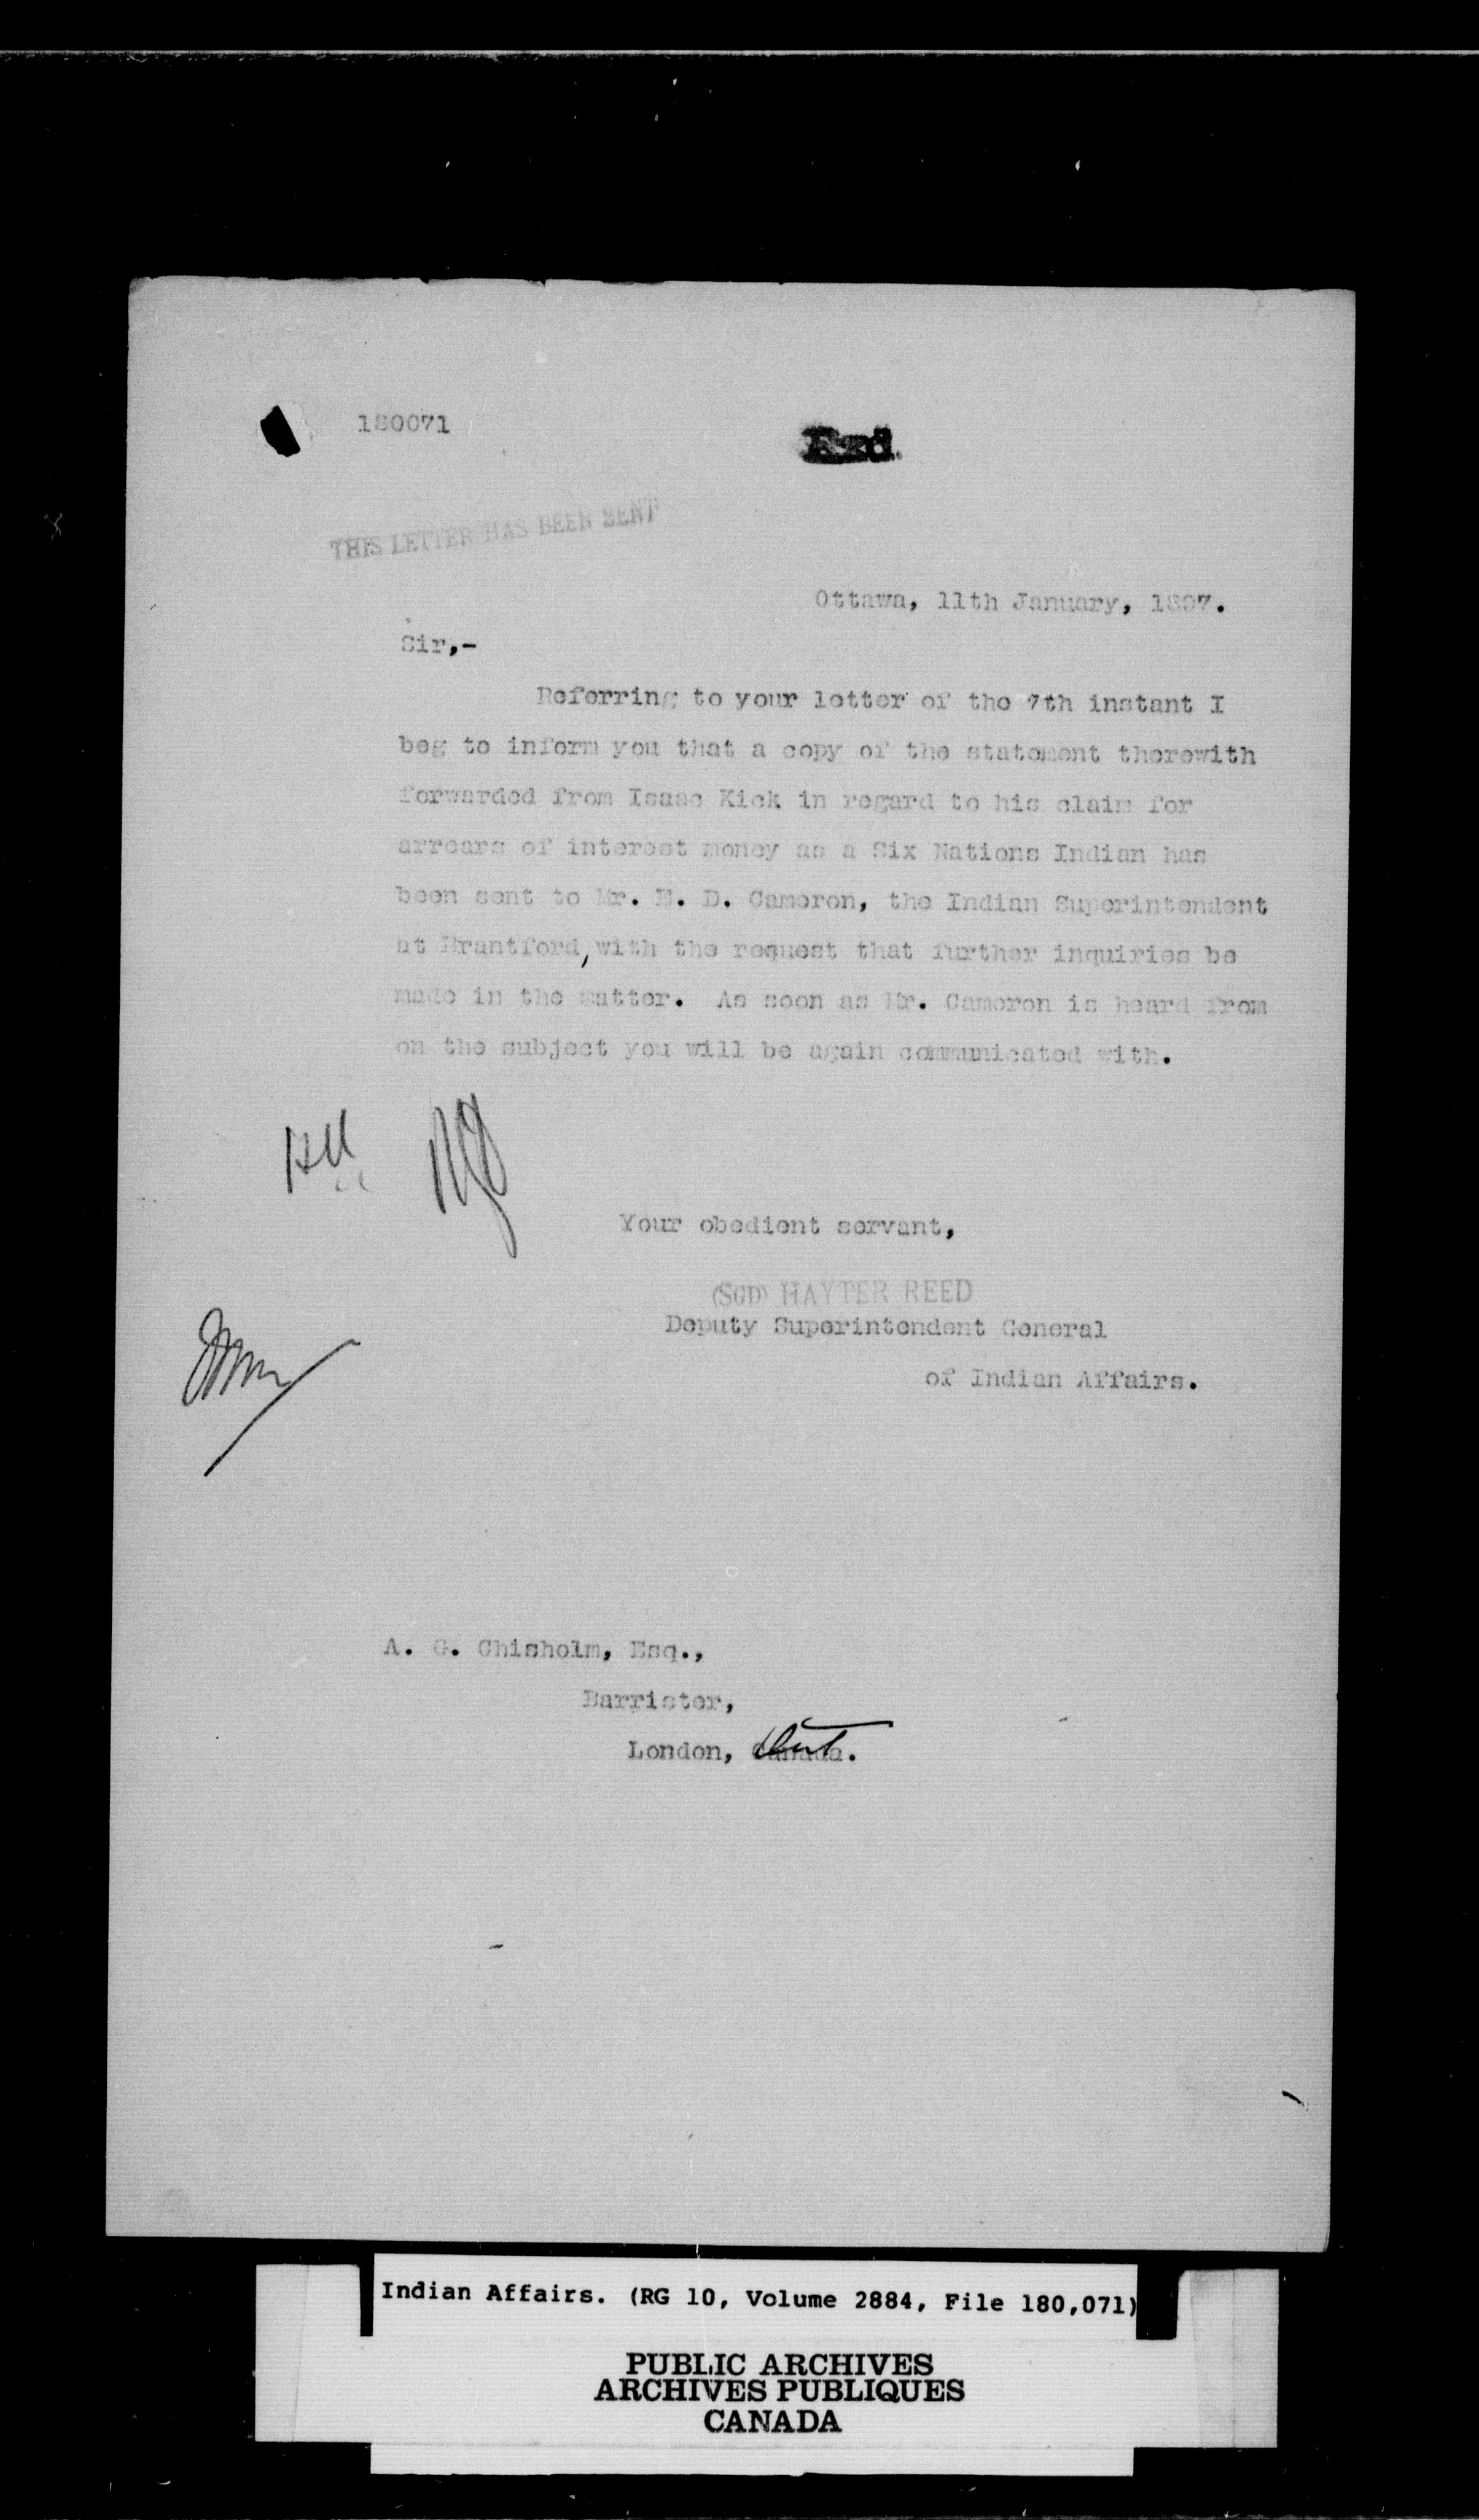 180071
THIS LETTER HAS BEEN SENT
Ottawa, 11th January, 1897.
Sir,-
Referring to your letter of the 7th instant I
beg to inform you that a copy of the statement therewith
forwarded from Isaac Kick in regard to his claim for
arrears of interest money as a Six Nations Indian has
been sent to Mr. E. D. Cameron, the Indian Superintendent
at Brantford, with the request that further inquiries be
made in the matter. As soon as Mr. Cameron is heard from
on the subject you will be again communicated with.
Your obedient servant,
(SGD) HAYTER REED
Deputy Superintendent General
of Indian Affairs.
A. G. Chisholm, Esq.,
Barrister,
London, Ont.
Indian Affairs. (RG 10, Volume 2884, File 180,071)
PUBLIC ARCHIVES
ARCHIVES PUBLIQUES
CANADA